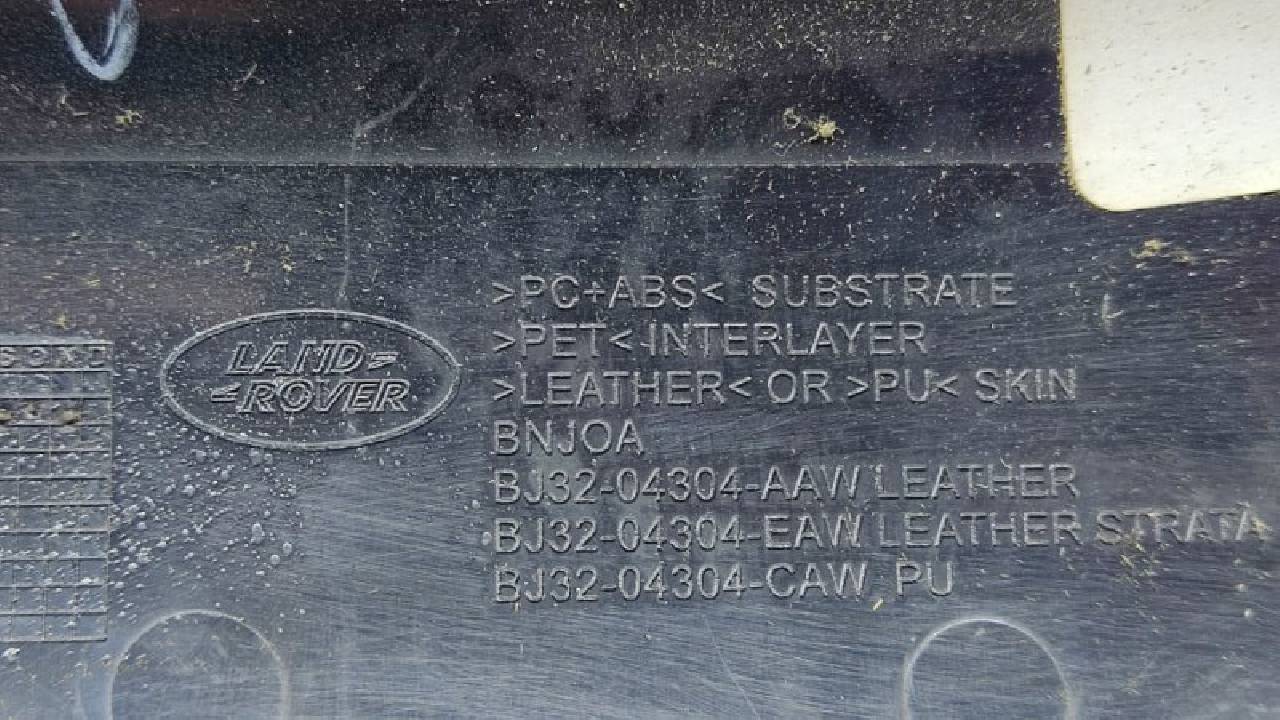 LAND
ROVER
>PC+ABS< SUBSTRATE
>PET< INTERLAYER
>LEATHER< OR >PU< SKIN
BNJOA
BJ32-04304-AAW LEATHER
BJ32-04304-EAW LEATHER STRATA
BJ32-04304-CAW PU